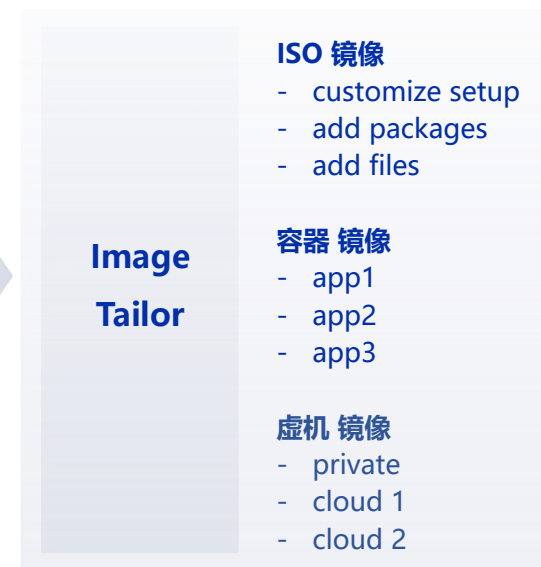 Image
Tailor
ISO 镜像
- customize setup
- add packages
- add files
容器 镜像
- app1
- app2
- app3
虚机 镜像
- private
- cloud 1
- cloud 2